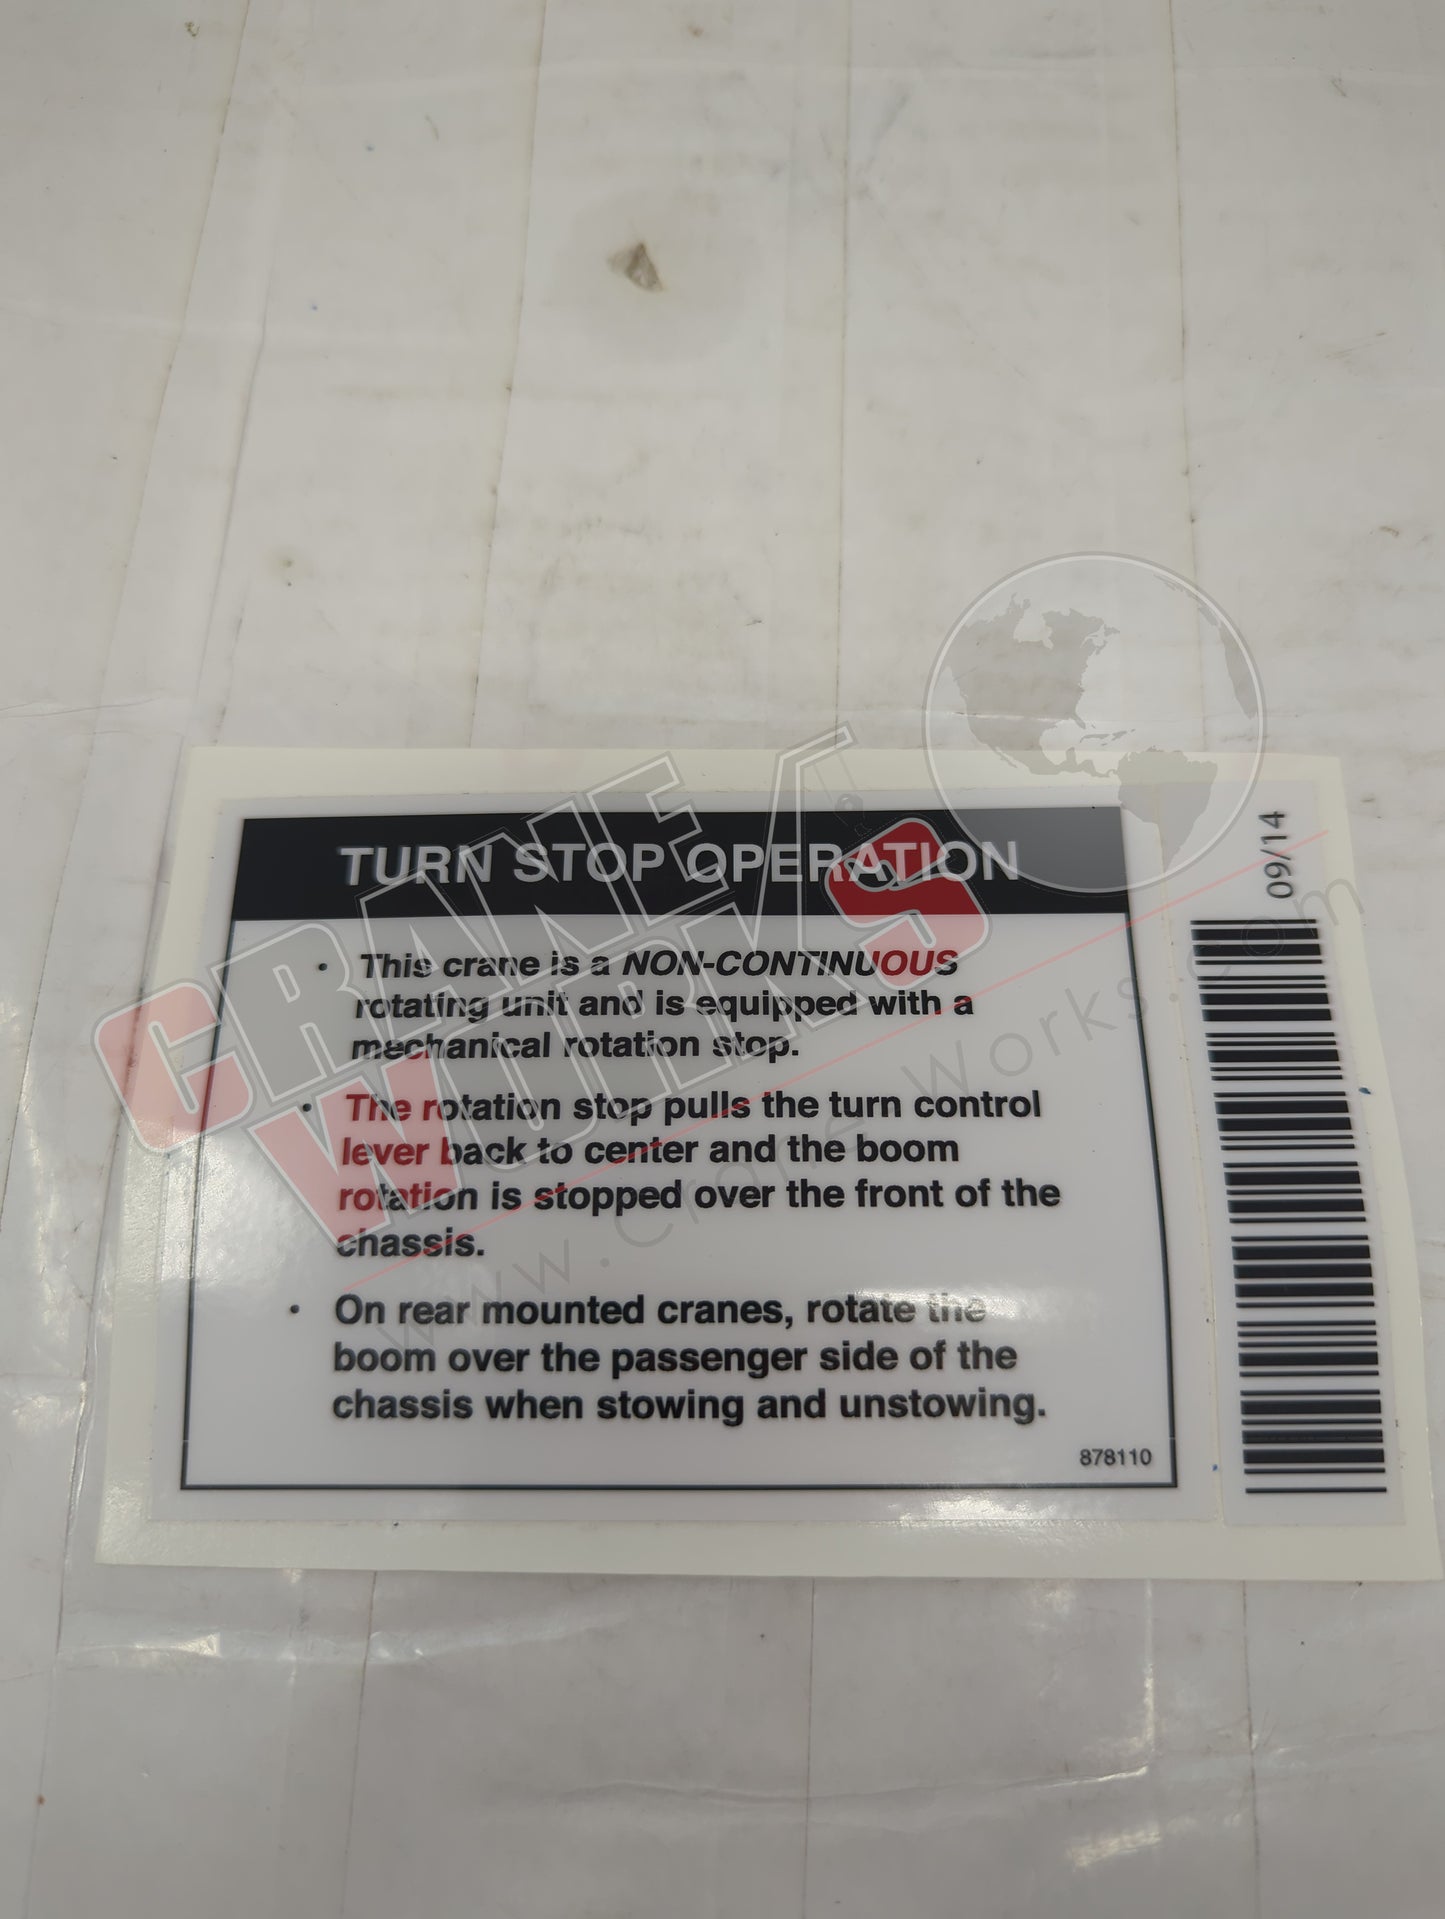 TURN STOP OPERATION
• This crane is a NON-CONTINUOUS
rotating unit and is equipped with a
mechanical rotation stop.
• The rotation stop pulls the turn control
lever back to center and the boom
rotation is stopped over the front of the
chassis.
• On rear mounted cranes, rotate the
boom over the passenger side of the
chassis when stowing and unstowing.
878110
09/14
CRANE
WORKS
www.CraneWorks.com